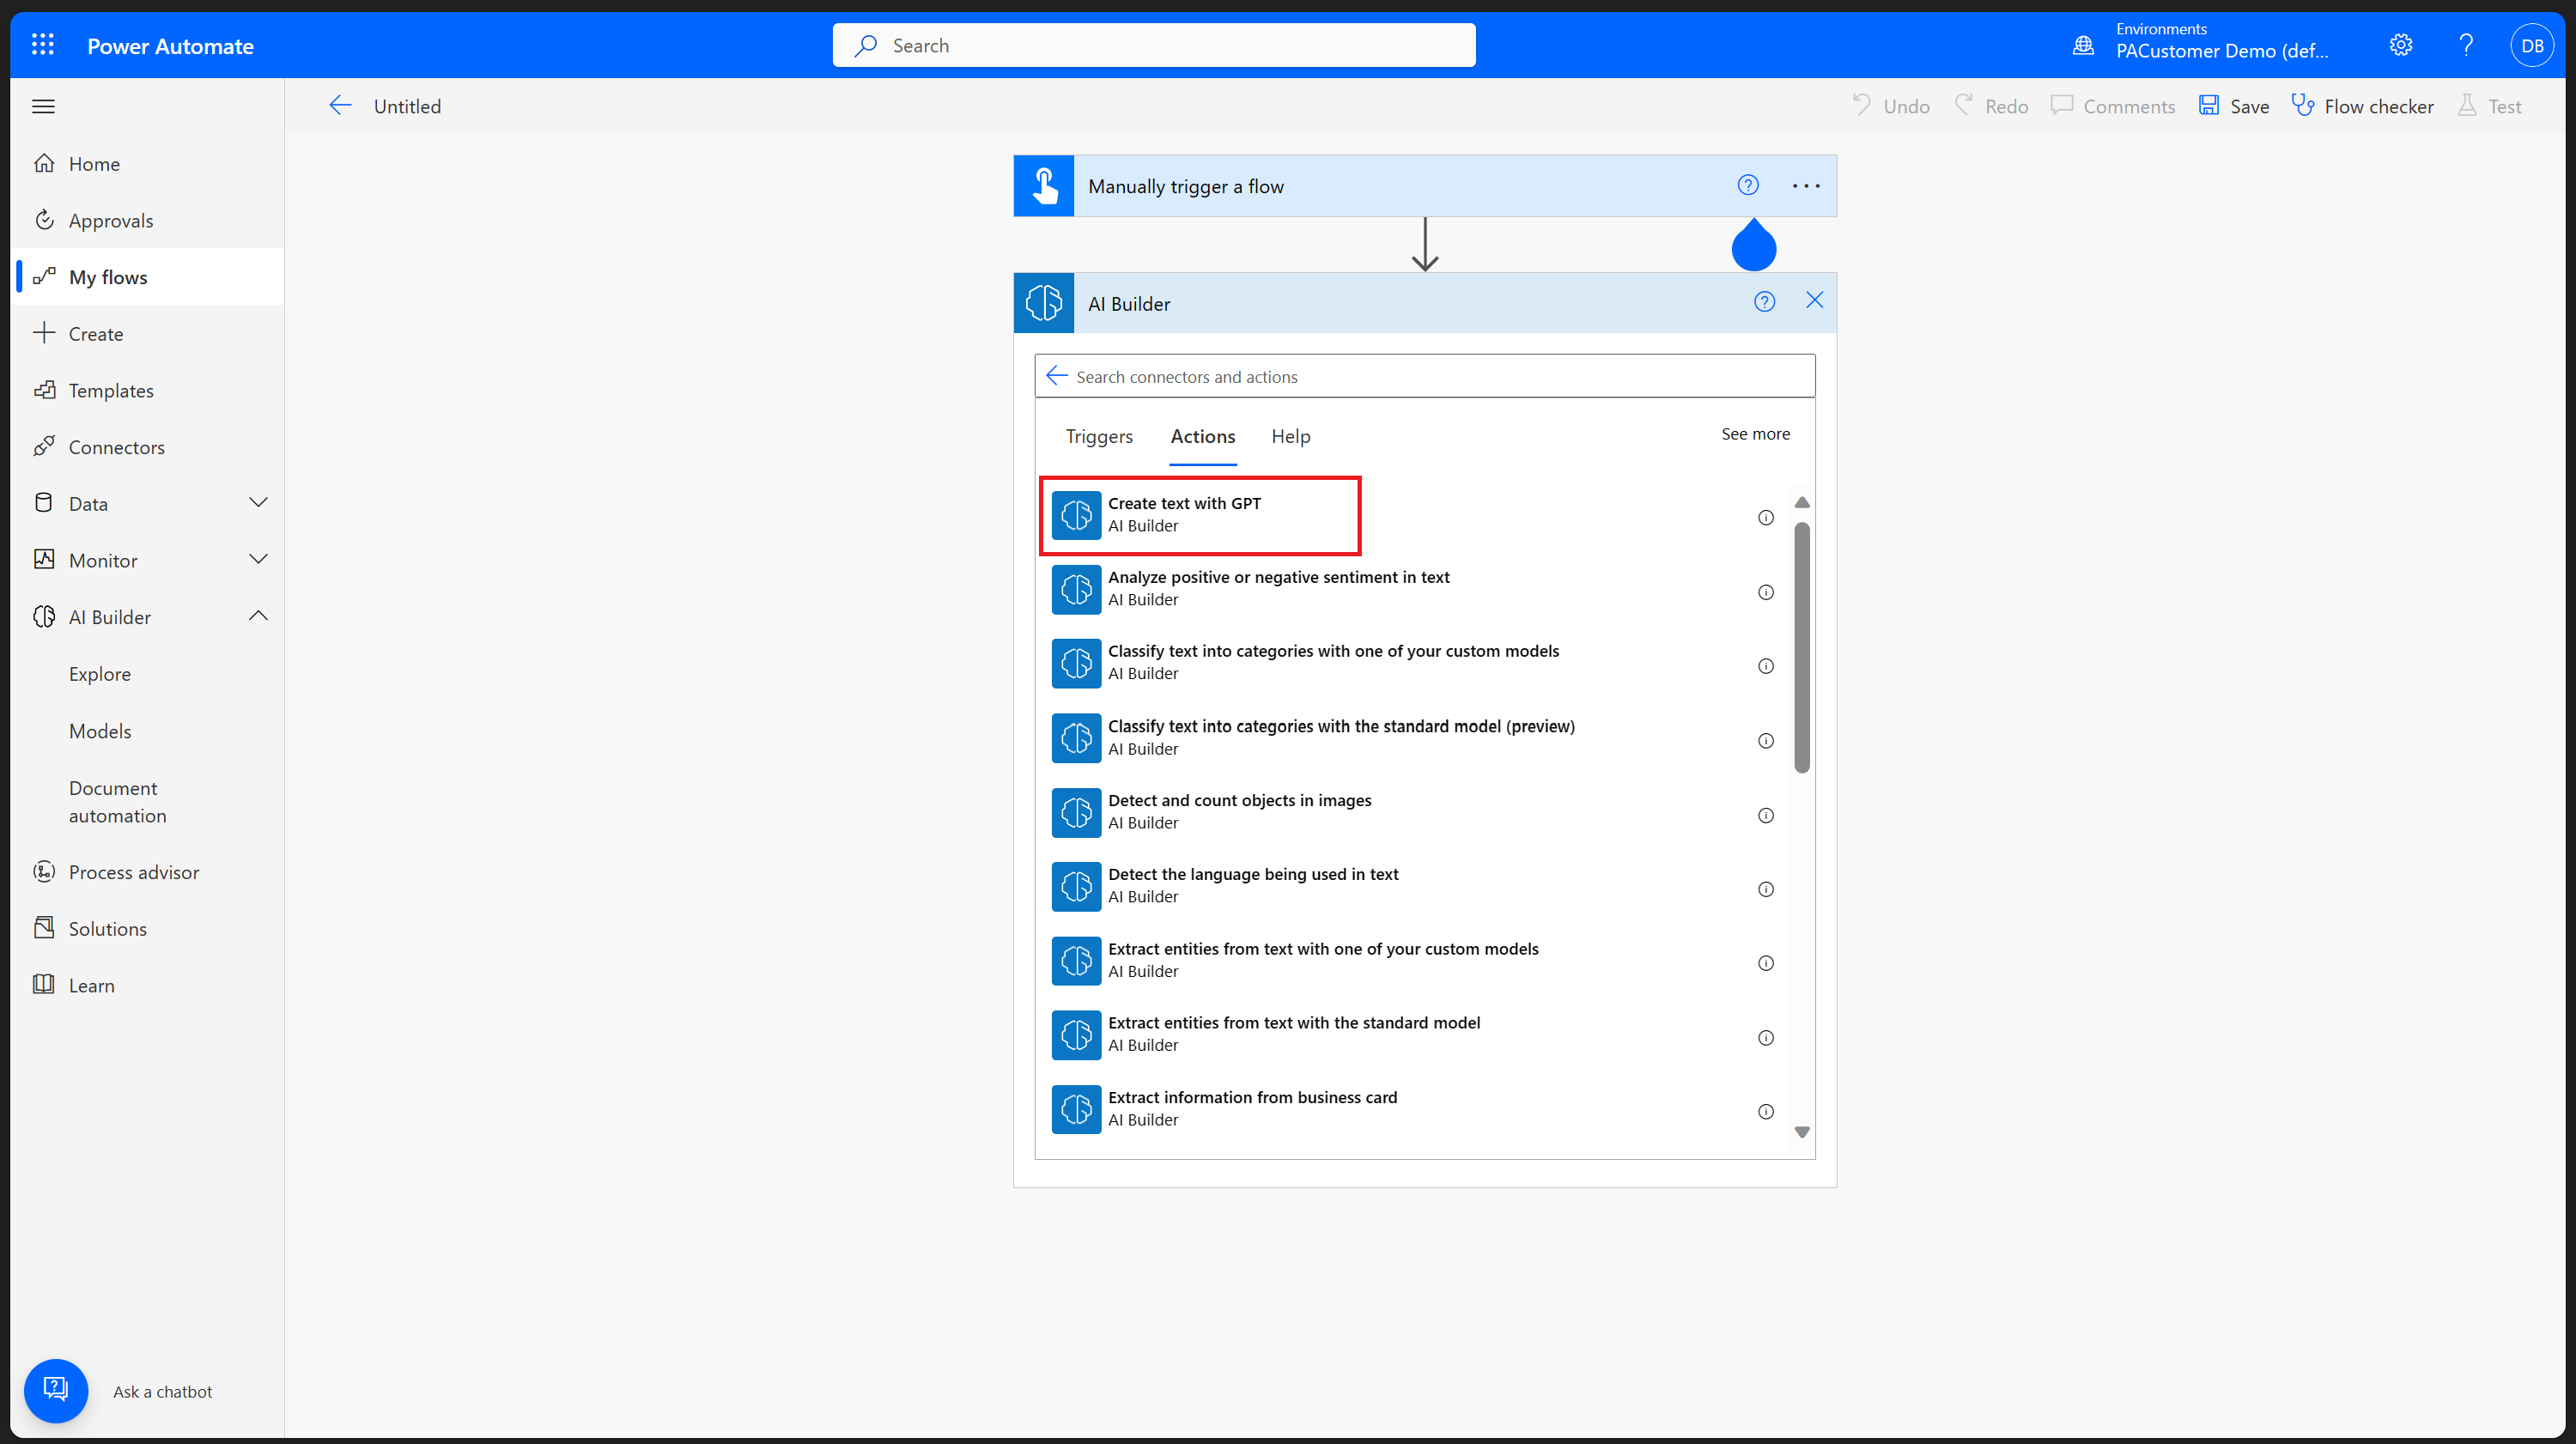 Power Automate
Search
Environments
PACustomer Demo (def...
DB
Untitled
Undo
Redo
Comments
Save
Flow checker
Test
Home
Approvals
My flows
Create
Templates
Connectors
Data
Monitor
AI Builder
Explore
Models
Document
automation
Process advisor
Solutions
Learn
Ask a chatbot
Manually trigger a flow
AI Builder
Search connectors and actions
Triggers
Actions
Help
See more
Create text with GPT
AI Builder
Analyze positive or negative sentiment in text
AI Builder
Classify text into categories with one of your custom models
AI Builder
Classify text into categories with the standard model (preview)
AI Builder
Detect and count objects in images
AI Builder
Detect the language being used in text
AI Builder
Extract entities from text with one of your custom models
AI Builder
Extract entities from text with the standard model
AI Builder
Extract information from business card
AI Builder